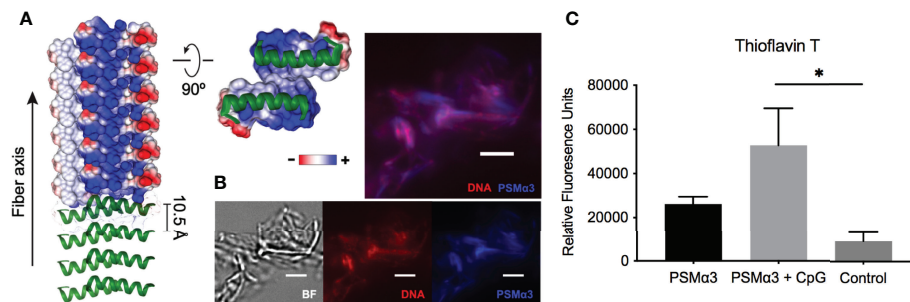 A
Fiber axis
10.5 Å
90º
- +
DNA PSMα3
B
BF
DNA
PSMα3
C
Thioflavin T
*
Relative Fluorescence Units
80000
60000
40000
20000
0
PSMα3
PSMα3 + CpG
Control